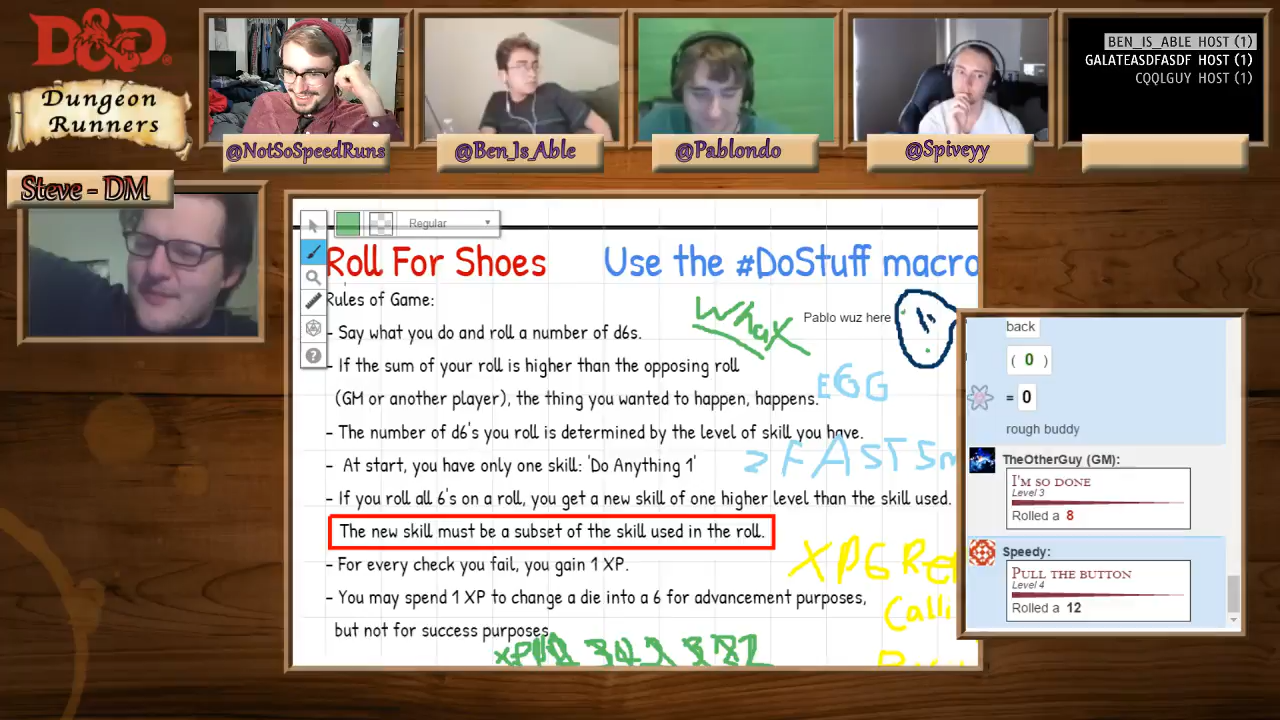 D&D
Dungeon
Runners
@NotSoSpeedRuns
@Ben_Is_Able
@Pablondo
@Spiveyy
BEN_IS_ABLE HOST (1)
GALATEASDFASDF HOST (1)
CQQLGUY HOST (1)
Steve - DM
Regular
Roll For Shoes
Use the #DoStuff macro
Rules of Game:
- Say what you do and roll a number of d6s.
- If the sum of your roll is higher than the opposing roll
(GM or another player), the thing you wanted to happen, happens.
- The number of d6's you roll is determined by the level of skill you have.
- At start, you have only one skill: 'Do Anything 1'
- If you roll all 6's on a roll, you get a new skill of one higher level than the skill used.
The new skill must be a subset of the skill used in the roll.
- For every check you fail, you gain 1 XP.
- You may spend 1 XP to change a die into a 6 for advancement purposes,
but not for success purposes
What
Pablo wuz here
EGG
2 FAST Sm
back
( 0 )
= 0
rough buddy
TheOtherGuy (GM):
I'M SO DONE
Level 3
Rolled a 8
Speedy:
PULL THE BUTTON
Level 4
Rolled a 12